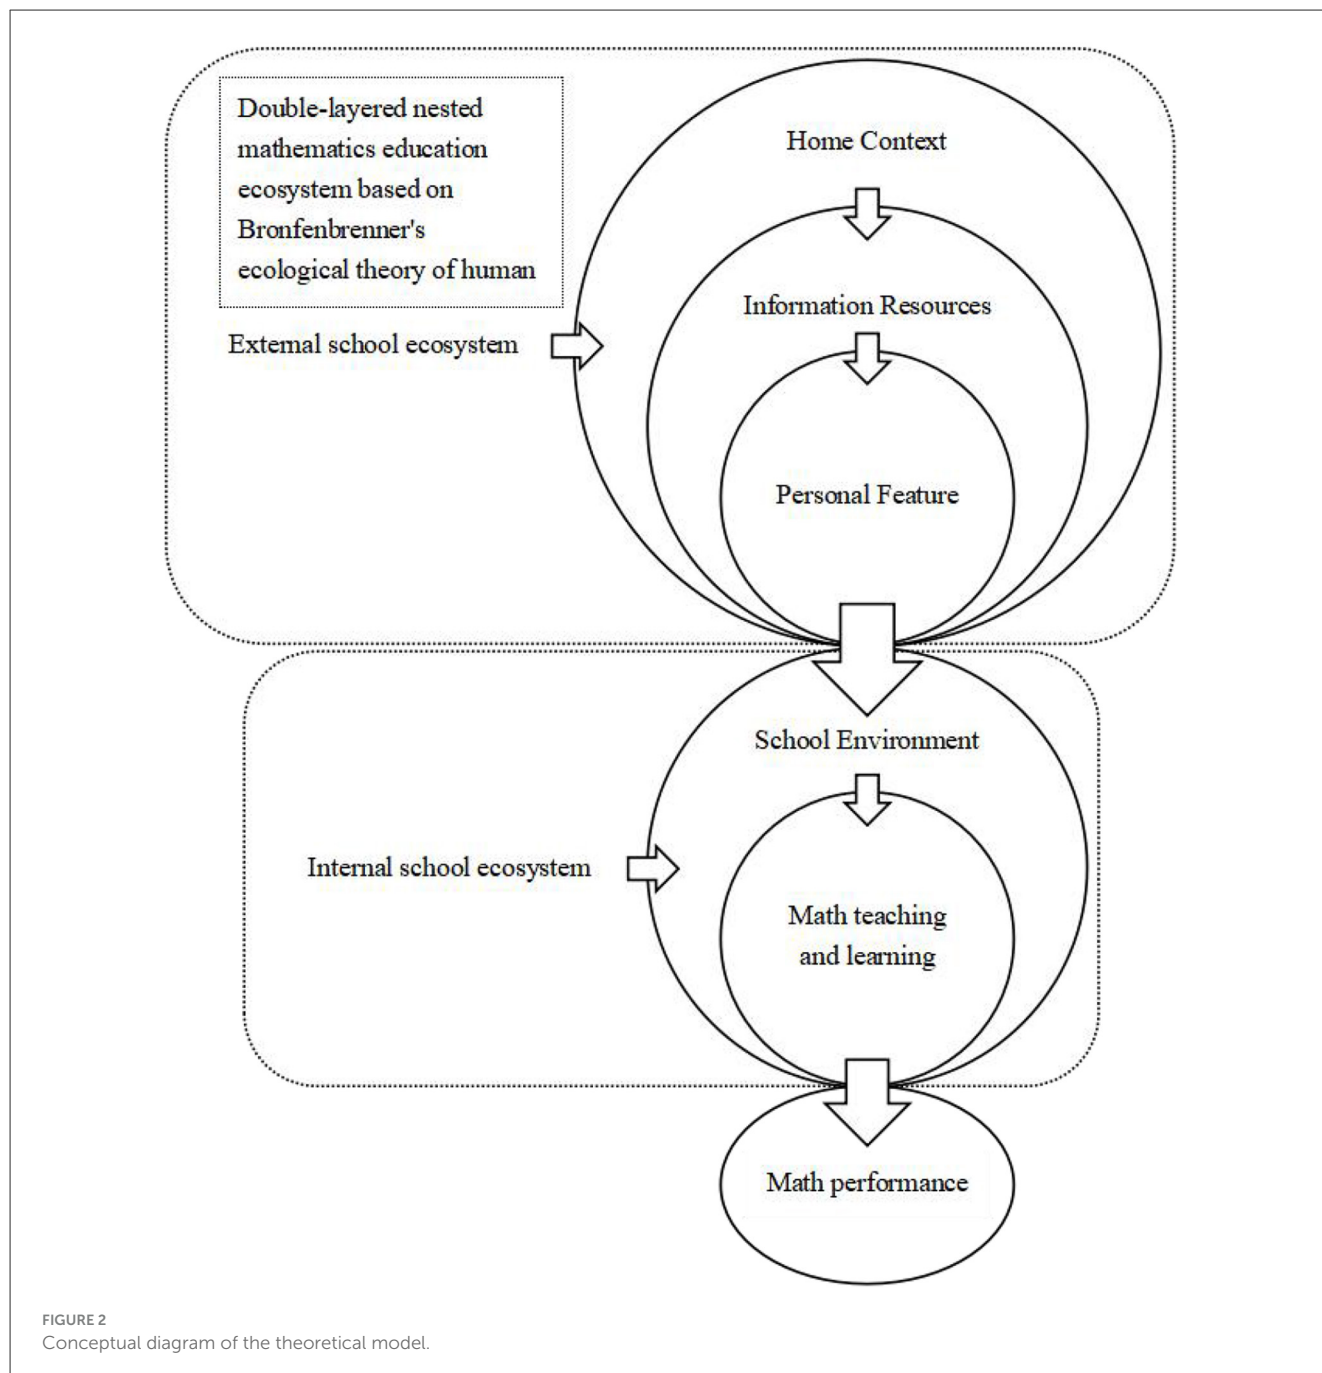 Double-layered nested
mathematics education
ecosystem based on
Bronfenbrenner's
ecological theory of human
Home Context
Information Resources
External school ecosystem
Personal Feature
School Environment
Internal school ecosystem
Math teaching
and learning
Math performance
FIGURE 2
Conceptual diagram of the theoretical model.